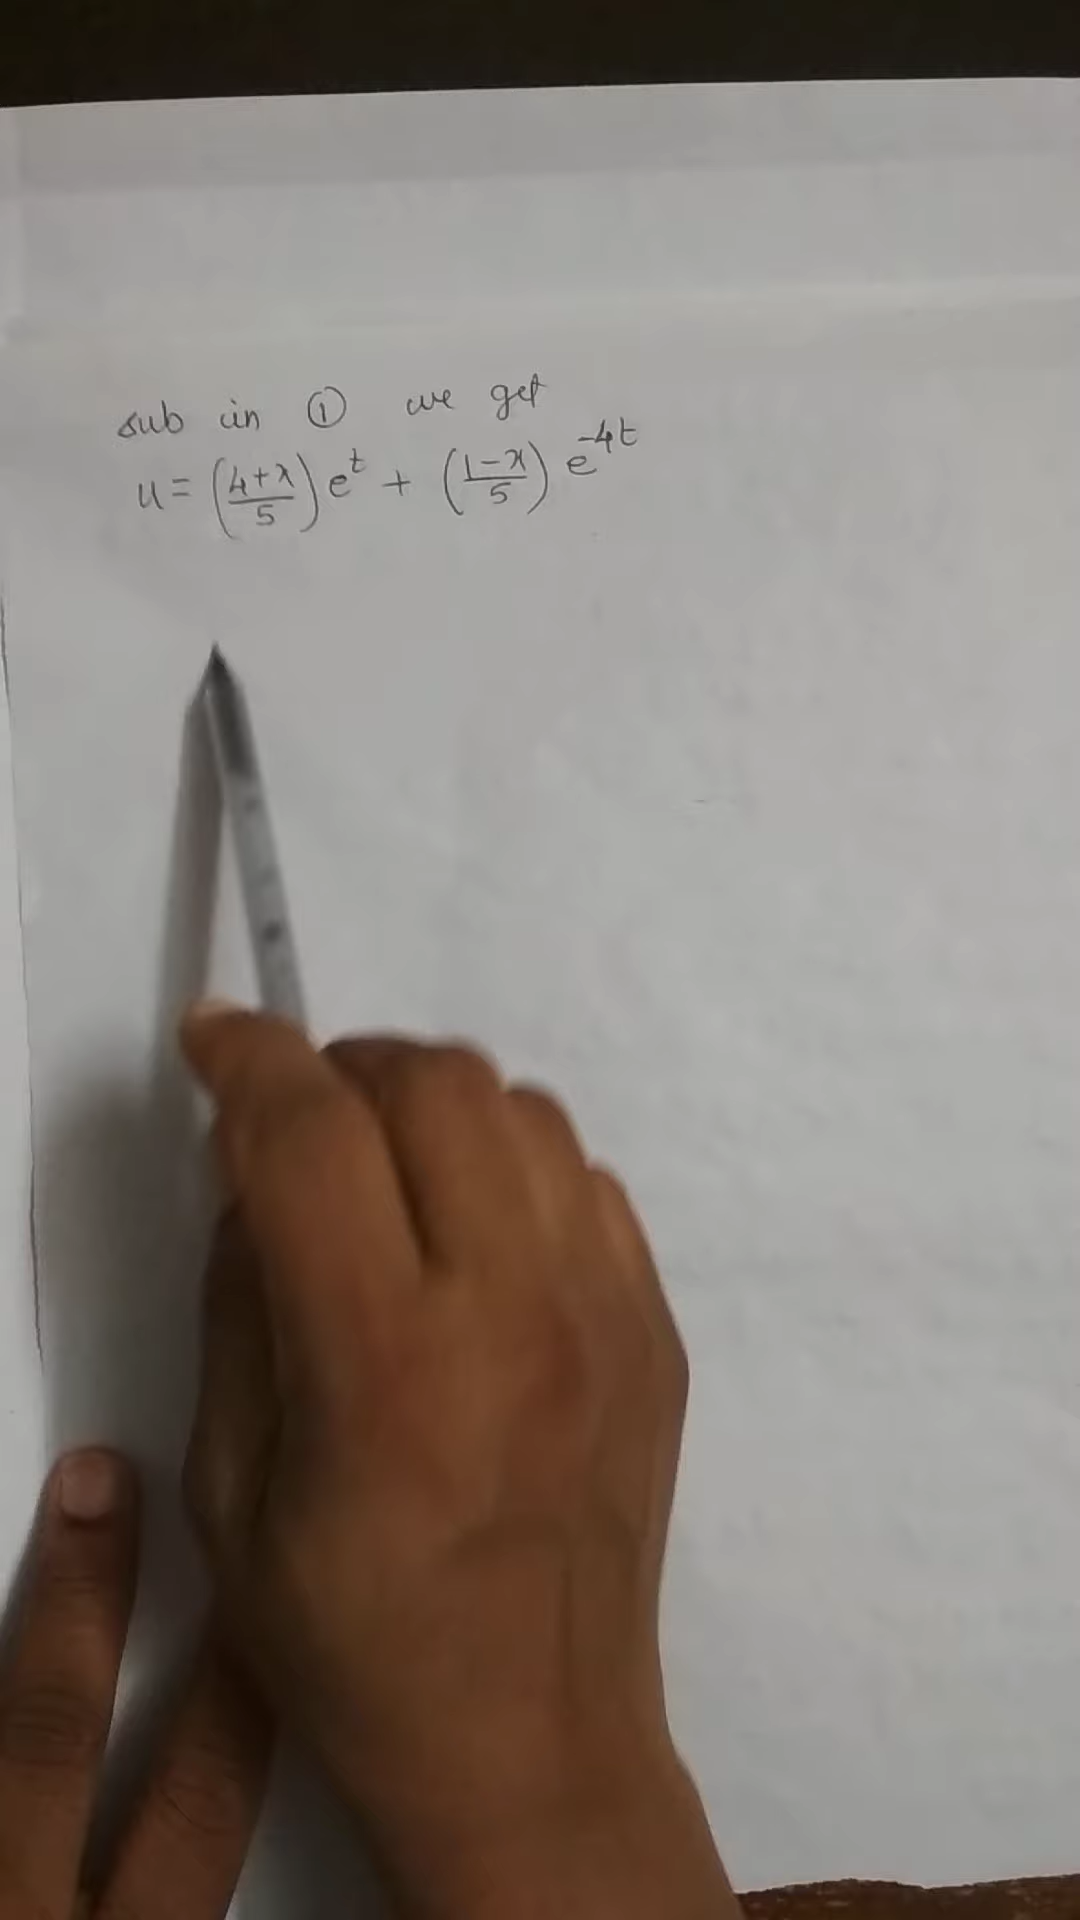 sub in ① we get
u = (4+x/5) e^t + (1-x/5) e^-4t